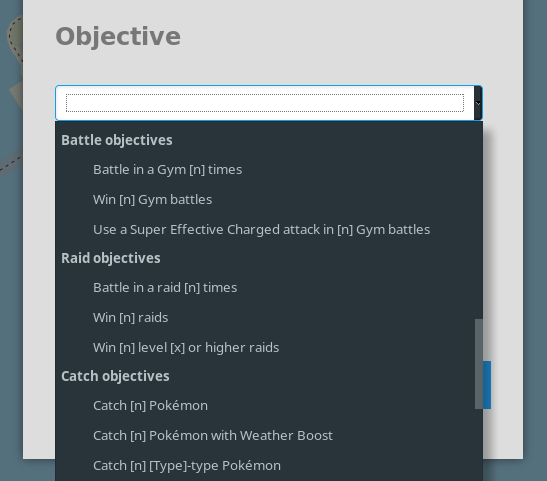 Objective
Battle objectives
Battle in a Gym [n] times
Win [n] Gym battles
Use a Super Effective Charged attack in [n] Gym battles
Raid objectives
Battle in a raid [n] times
Win [n] raids
Win [n] level [x] or higher raids
Catch objectives
Catch [n] Pokémon
Catch [n] Pokémon with Weather Boost
Catch [n] [Type]-type Pokémon